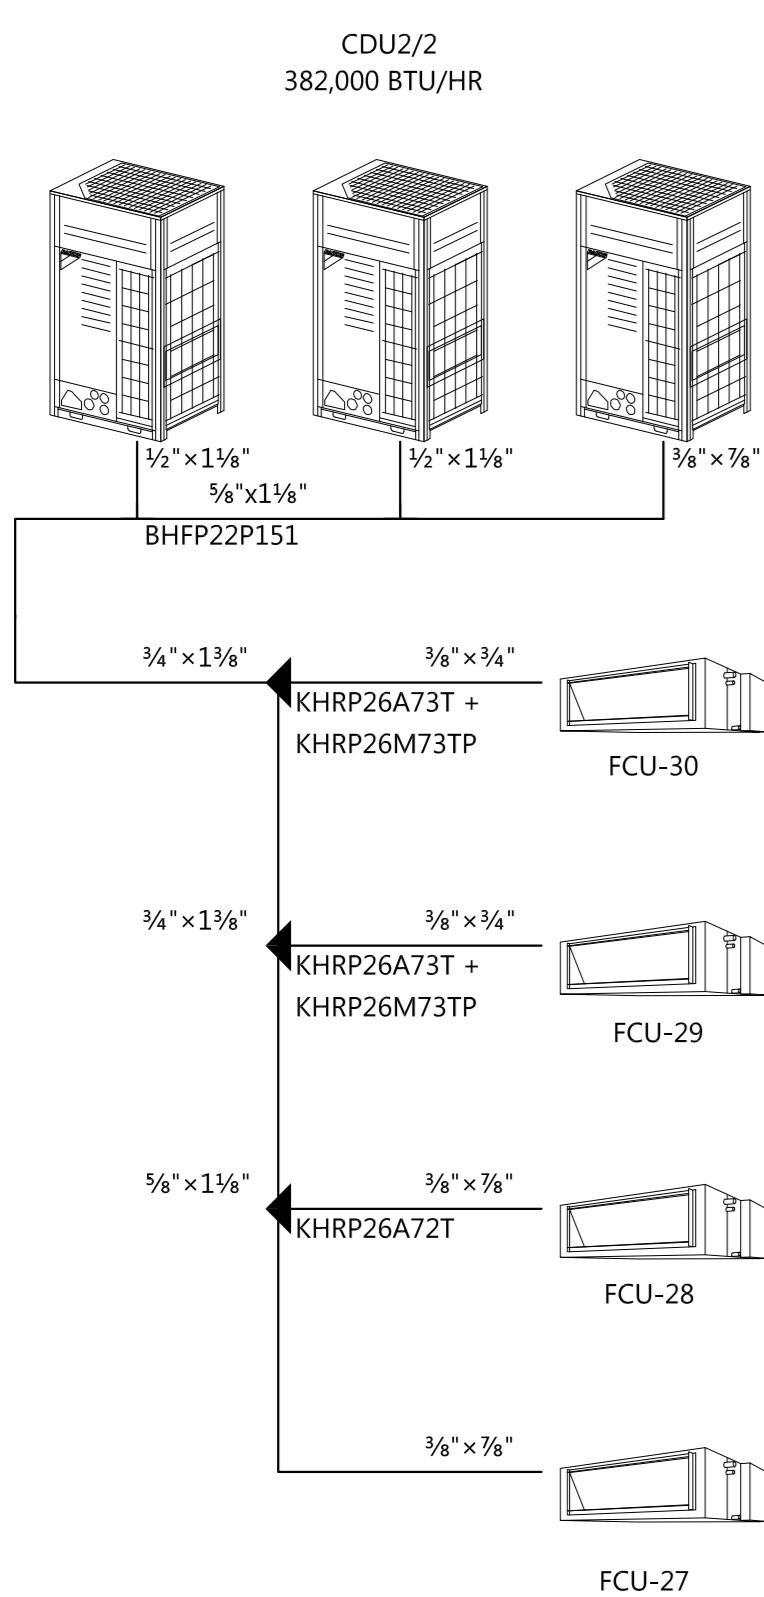 CDU2/2
382,000 BTU/HR
½"×1⅛"
½"×1⅛"
⅜"×⅞"
⅝"x1⅛"
BHFP22P151
¾"×1⅜"
⅜"×¾"
KHRP26A73T +
KHRP26M73TP
FCU-30
¾"×1⅜"
⅜"×¾"
KHRP26A73T +
KHRP26M73TP
FCU-29
⅝"×1⅛"
⅜"×⅞"
KHRP26A72T
FCU-28
⅜"×⅞"
FCU-27